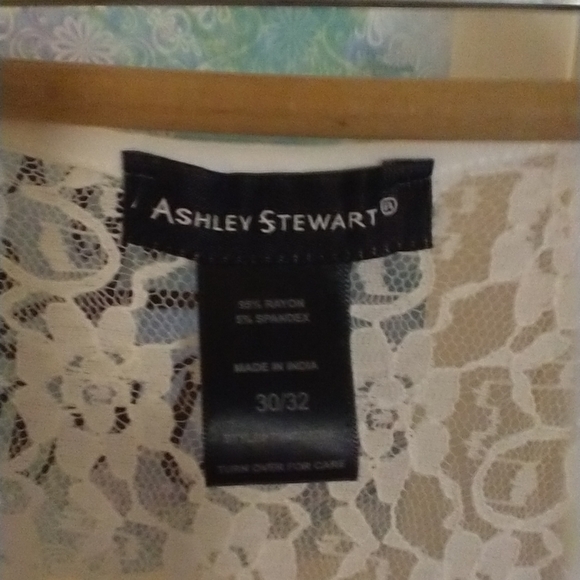 ASHLEY STEWART®
95% RAYON
5% SPANDEX
MADE IN INDIA
30/32
TURN OVER FOR CARE